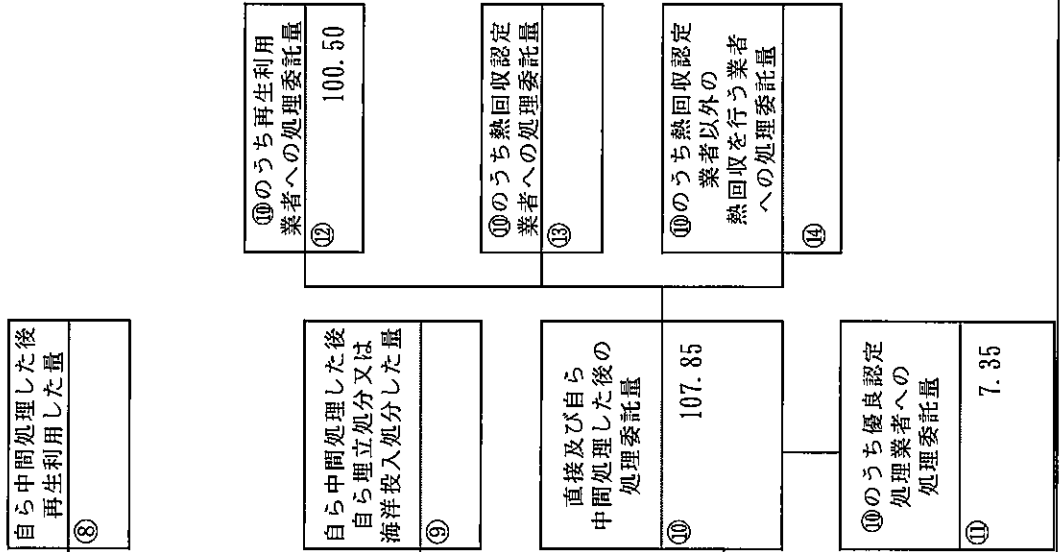 自ら中間処理した後
再生利用した量
⑧
自ら中間処理した後
自ら埋立処分又は
海洋投入処分した量
⑨
直接及び自ら
中間処理した後の
処理委託量
⑩
107.85
⑩のうち優良認定
処理業者への
処理委託量
⑪
7.35
⑩のうち再生利用
業者への処理委託量
⑫
100.50
⑩のうち熱回収認定
業者への処理委託量
⑬
⑩のうち熱回収認定
業者以外の
熱回収を行う業者
への処理委託量
⑭